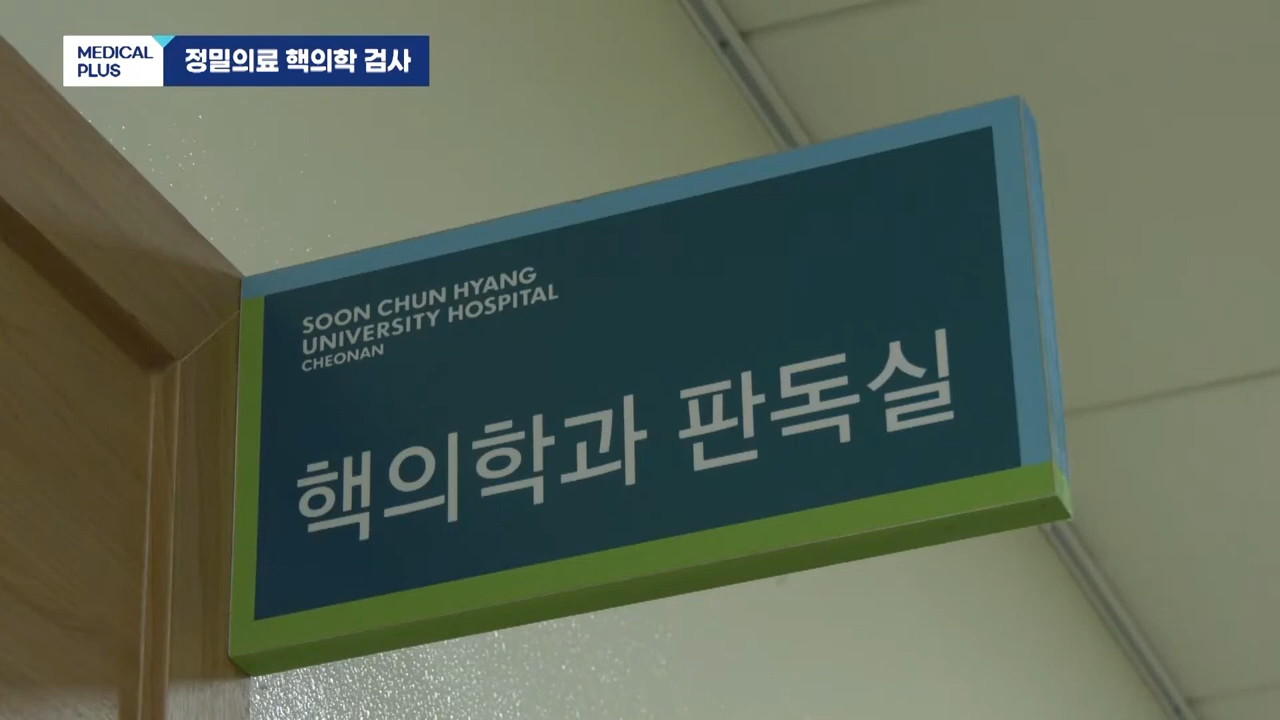 MEDICAL
PLUS
정밀의료 핵의학 검사
SOON CHUN HYANG
UNIVERSITY HOSPITAL
CHEONAN
핵의학과 판독실